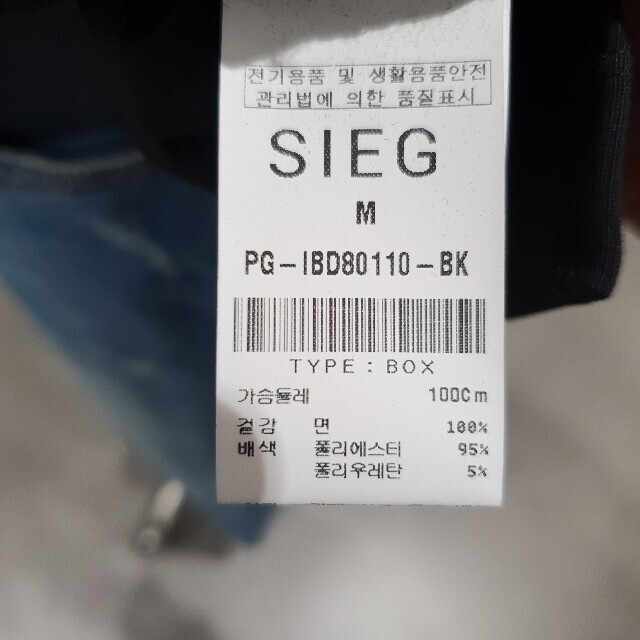 전기용품 및 생활용품안전
관리법에 의한 품질표시
SIEG
M
PG-IBD80110-BK
TYPE : BOX
가슴둘레 100Cm
겉감 면 100%
배색 폴리에스터 95%
폴리우레탄 5%